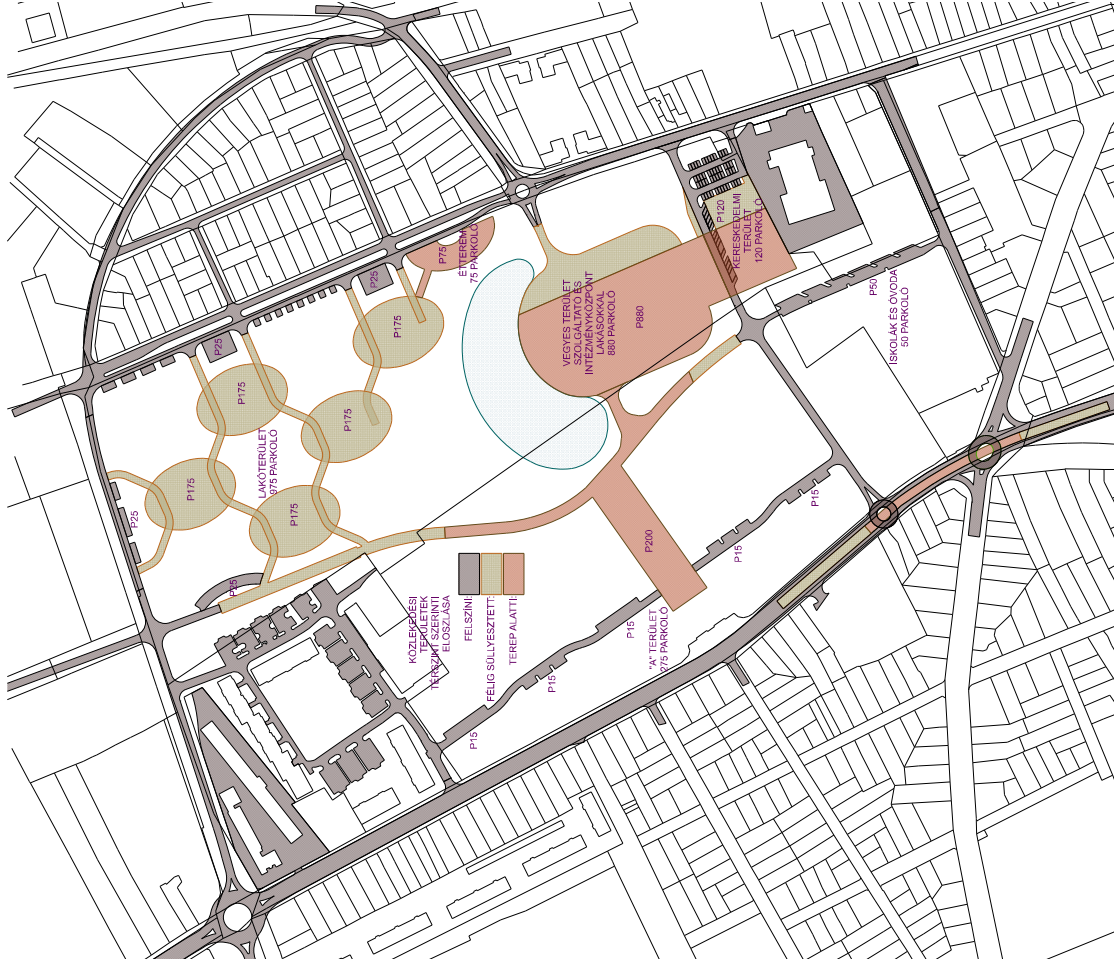 P75
ÉTTEREM
75 PARKOLÓ
P25
P175
P25
P175
P175
P175
P175
LAKÓTERÜLET
975 PARKOLÓ
P25
P25
P120
KERESKEDELMI
TERÜLET
120 PARKOLÓ
P880
VEGYES TERÜLET
SZOLGÁLTATÓ ÉS
INTÉZMÉNYKÖZPONT
LAKÁSOKKAL
880 PARKOLÓ
P50
ISKOLÁK ÉS ÓVODA
50 PARKOLÓ
P15
P15
P200
P15
P15
P15
"A" TERÜLET
275 PARKOLÓ
KÖZLEKEDÉSI
TERÜLETEK
TÉRSZINT SZERINTI
ELOSZLÁSA
FELSZÍNI:
FÉLIG SÜLLYESZTETT:
TEREP ALATTI: